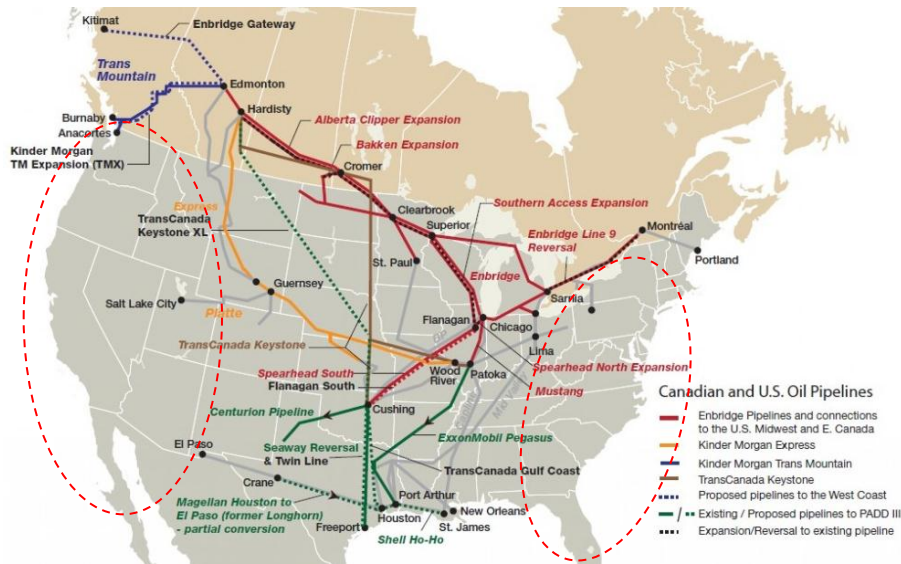 Kitimat
Enbridge Gateway
Trans
Mountain
Edmonton
Hardisty
Burnaby
Anacortes
Alberta Clipper Expansion
Bakken Expansion
Kinder Morgan
TM Expansion (TMX)
Cromer
Express
TransCanada
Keystone XL
Clearbrook
Superior
Southern Access Expansion
Montréal
Enbridge Line 9
Reversal
St. Paul
Enbridge
Portland
Guernsey
Sarnia
Salt Lake City
Platte
Flanagan
Chicago
Lima
TransCanada Keystone
Spearhead South
Flanagan South
Wood
River
Patoka
Spearhead North Expansion
Mustang
Canadian and U.S. Oil Pipelines
Enbridge Pipelines and connections
to the U.S. Midwest and E. Canada
Kinder Morgan Express
Kinder Morgan Trans Mountain
TransCanada Keystone
Proposed pipelines to the West Coast
Existing / Proposed pipelines to PADD III
Expansion/Reversal to existing pipeline
Centurion Pipeline
Cushing
ExxonMobil Pegasus
El Paso
Seaway Reversal
& Twin Line
TransCanada Gulf Coast
Crane
Magellan Houston to
El Paso (former Longhorn)
- partial conversion
Port Arthur
Houston
New Orleans
St. James
Freeport
Shell Ho-Ho